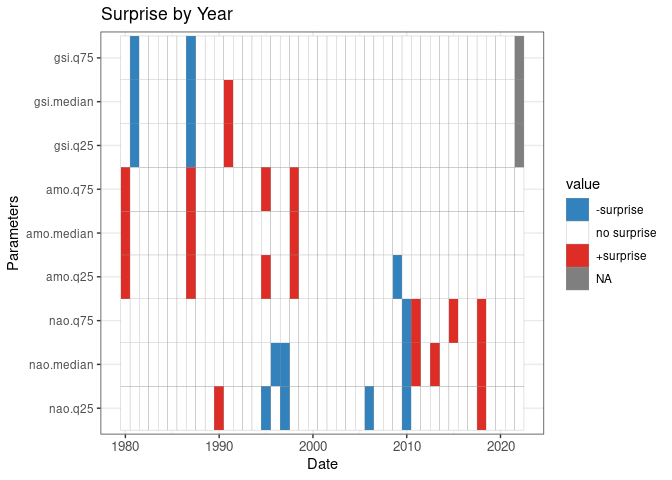 Surprise by Year
gsi.q75
gsi.median
gsi.q25
amo.q75
amo.median
amo.q25
nao.q75
nao.median
nao.q25
Parameters
1980 1990 2000 2010 2020
Date
value
-surprise
no surprise
+surprise
NA